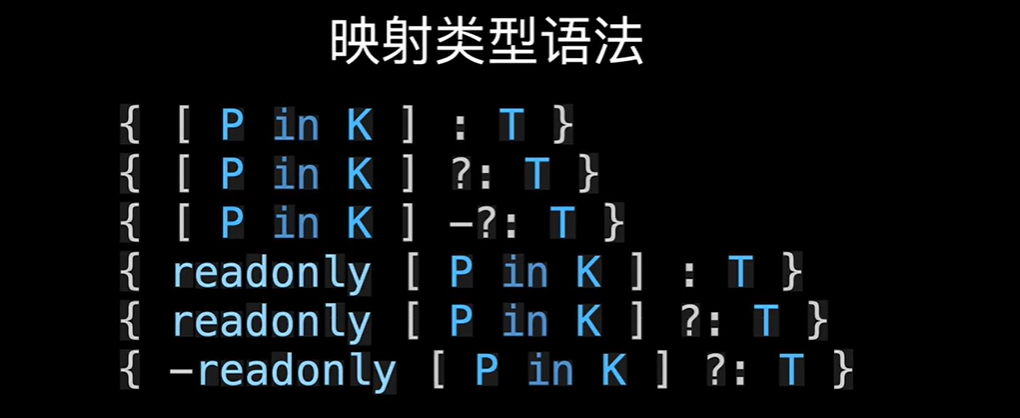 映射类型语法
{ [ P in K ] : T }
{ [ P in K ] ?: T }
{ [ P in K ] -?: T }
{ readonly [ P in K ] : T }
{ readonly [ P in K ] ?: T }
{ -readonly [ P in K ] ?: T }